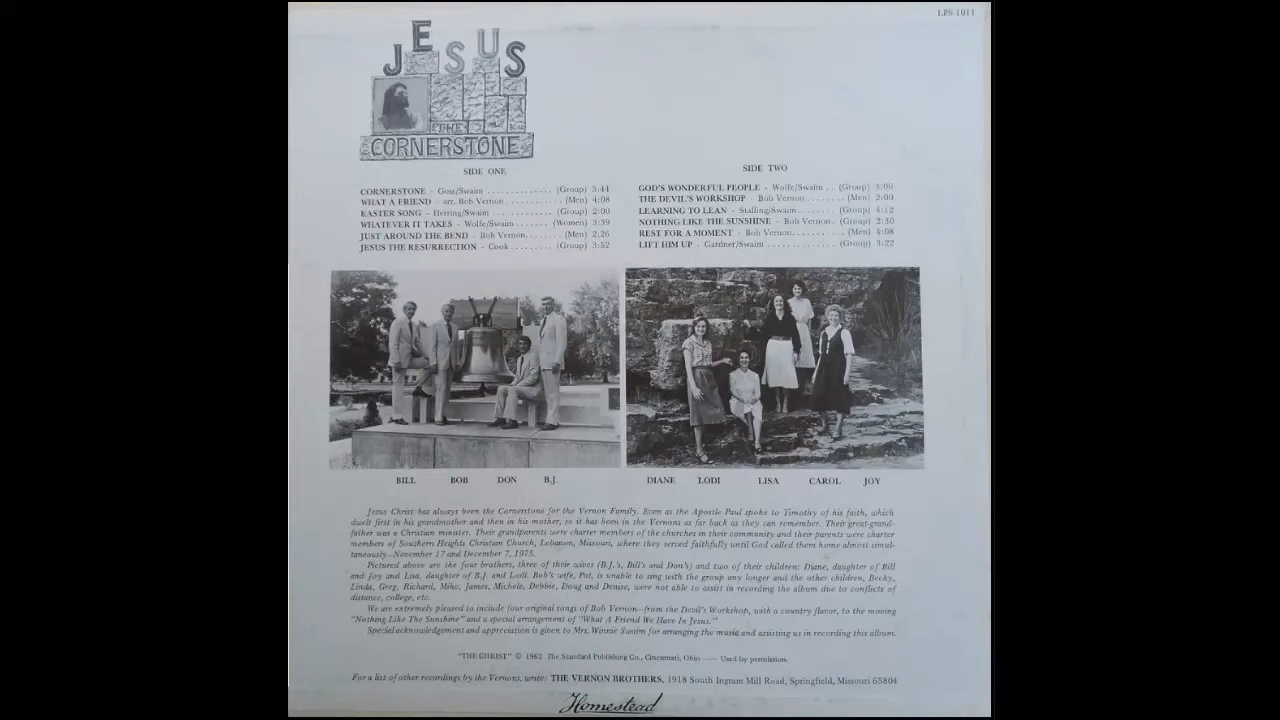 LPS 1011
JESUS
THE
CORNERSTONE
SIDE ONE
CORNERSTONE - Goss/Swaim ............. (Group) 3:44
WHAT A FRIEND - arr. Bob Vernon ............ (Men) 4:08
EASTER SONG - Herring/Swaim ............ (Group) 2:00
WHATEVER IT TAKES - Wolfe/Swaim ...... (Women) 3:39
JUST AROUND THE BEND - Bob Vernon ....... (Men) 2:26
JESUS THE RESURRECTION - Cook ......... (Group) 3:52
SIDE TWO
GOD'S WONDERFUL PEOPLE - Wolfe/Swaim .. (Group) 3:00
THE DEVIL'S WORKSHOP - Bob Vernon ........ (Men) 2:00
LEARNING TO LEAN - Stalling/Swaim ....... (Group) 4:12
NOTHING LIKE THE SUNSHINE - Bob Vernon . (Group) 2:30
REST FOR A MOMENT - Bob Vernon .......... (Men) 4:08
LIFT HIM UP - Gardner/Swaim ............. (Group) 3:22
BILL BOB DON B.J.
DIANE LODI LISA CAROL JOY
Jesus Christ has always been the Cornerstone for the Vernon Family. Even as the Apostle Paul spoke to Timothy of his faith, which
dwelt first in his grandmother and then in his mother, so it has been in the Vernons as far back as they can remember. Their great-grand-
father was a Christian minister. Their grandparents were charter members of the churches in their community and their parents were charter
members of Southern Heights Christian Church, Lebanon, Missouri, where they served faithfully until God called them home almost simul-
taneously—November 17 and December 7, 1975.
Pictured above are the four brothers, three of their wives (B.J.'s, Bill's and Don's) and two of their children: Diane, daughter of Bill
and Joy and Lisa, daughter of B.J. and Lodi. Bob's wife, Pat, is unable to sing with the group any longer and the other children, Becky,
Linda, Greg, Richard, Mike, James, Michele, Debbie, Doug and Denise, were not able to assist in recording the album due to conflicts of
distance, college, etc.
We are extremely pleased to include four original songs of Bob Vernon—from the Devil's Workshop, with a country flavor, to the moving
"Nothing Like The Sunshine" and a special arrangement of "What A Friend We Have In Jesus."
Special acknowledgement and appreciation is given to Mrs. Winnie Swaim for arranging the music and assisting us in recording this album.
"THE CHRIST" © 1962 The Standard Publishing Co., Cincinnati, Ohio —— Used by permission.
For a list of other recordings by the Vernons, write: THE VERNON BROTHERS, 1918 South Ingram Mill Road, Springfield, Missouri 65804
Homestead